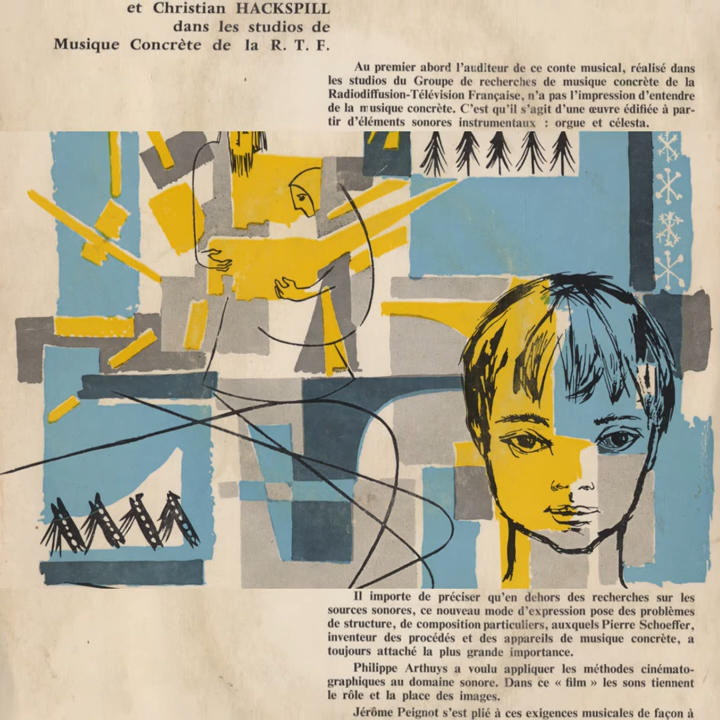 et Christian HACKSPILL
dans les studios de
Musique Concrète de la R. T. F.
Au premier abord l'auditeur de ce conte musical, réalisé dans
les studios du Groupe de recherches de musique concrète de la
Radiodiffusion-Télévision Française, n'a pas l'impression d'entendre
de la musique concrète. C'est qu'il s'agit d'une œuvre édifiée à par-
tir d'éléments sonores instrumentaux : orgue et célesta.
Il importe de préciser qu'en dehors des recherches sur les
sources sonores, ce nouveau mode d'expression pose des problèmes
de structure, de composition particuliers, auxquels Pierre Schoeffer,
inventeur des procédés et des appareils de musique concrète, a
toujours attaché la plus grande importance.
Philippe Arthuys a voulu appliquer les méthodes cinémato-
graphiques au domaine sonore. Dans ce « film » les sons tiennent
le rôle et la place des images.
Jérôme Peignot s'est plié à ces exigences musicales de façon à